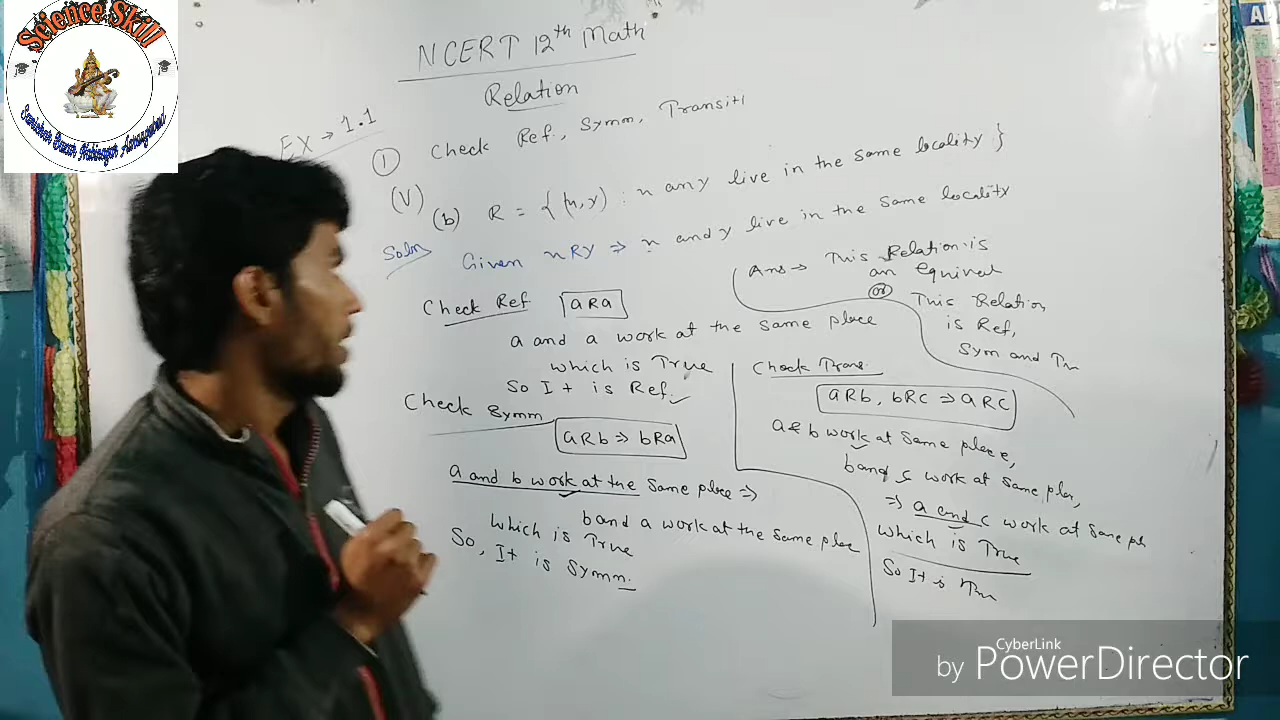 Science Skill
NCERT 12th Math
Relation
EX → 1.1
① Check Ref., Symm, Transiti
(V)
(b) R = {(x,y) : x any live in the same locality }
Soln Given xRy ⇒ x and y live in the same locality
Ans → This Relation is
an Equival
or
This Relation
is Ref,
Sym and Tra
Check Ref aRa
a and a work at the same place
which is True
So It is Ref.
Check Symm
aRb ⇒ bRa
a and b work at the same place ⇒
b and a work at the same place
which is True
So, It is Symm.
Check Trans
aRb, bRC ⇒ aRC
a & b work at same place,
b and c work at same plac,
⇒ a and c work at same pl
which is True
So It is Tra
CyberLink
by PowerDirector